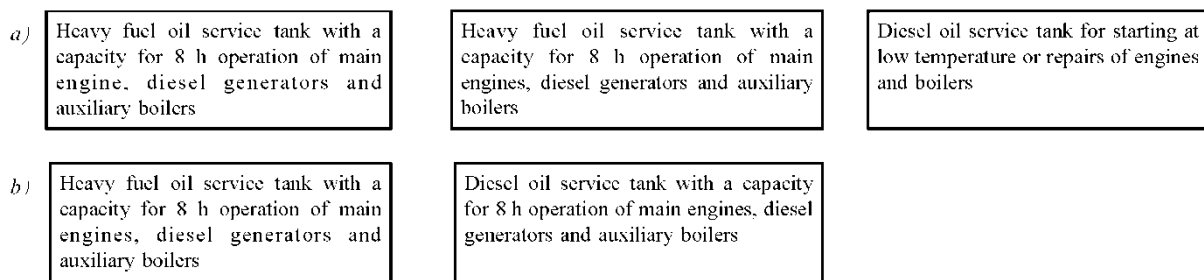 a)
Heavy fuel oil service tank with a
capacity for 8 h operation of main
engine, diesel generators and
auxiliary boilers
Heavy fuel oil service tank with a
capacity for 8 h operation of main
engines, diesel generators and auxiliary
boilers
Diesel oil service tank for starting at
low temperature or repairs of engines
and boilers
b)
Heavy fuel oil service tank with a
capacity for 8 h operation of main
engines, diesel generators and
auxiliary boilers
Diesel oil service tank with a capacity
for 8 h operation of main engines, diesel
generators and auxiliary boilers